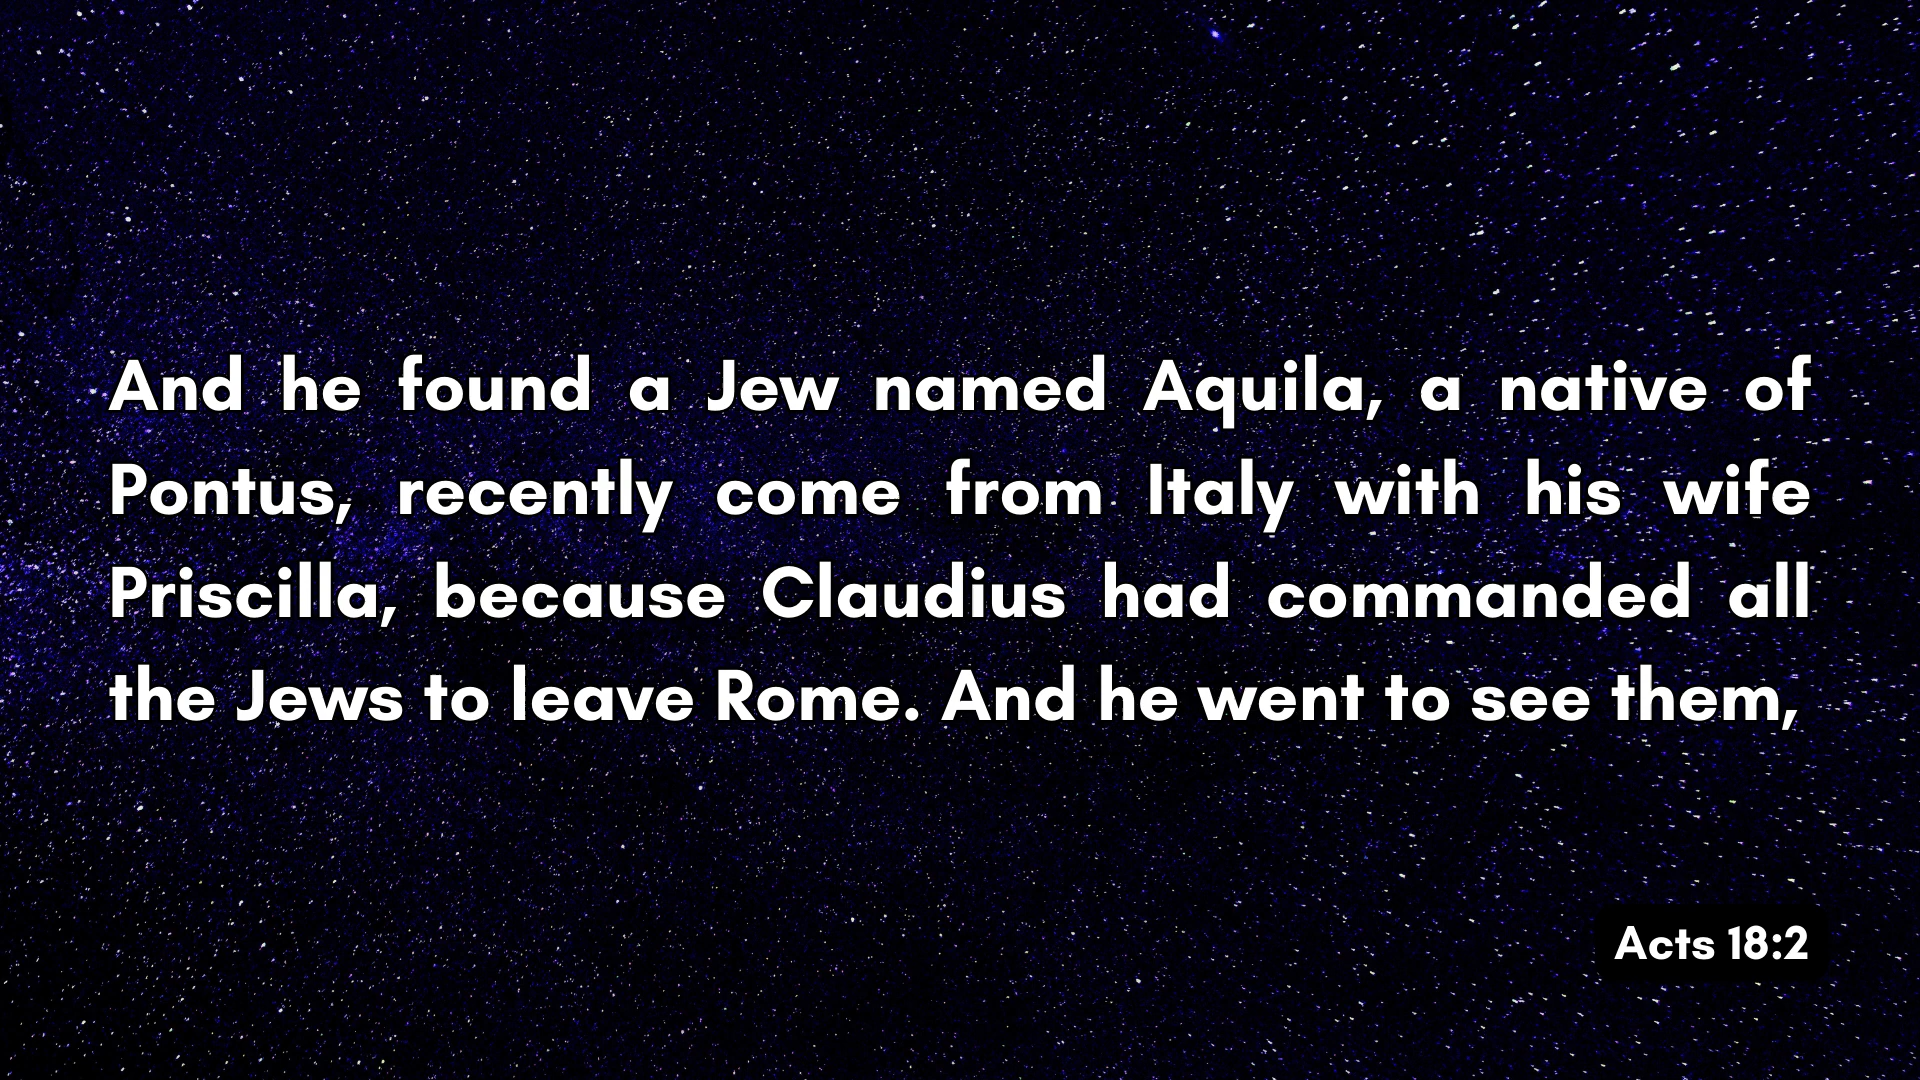 And he found a Jew named Aquila, a native of
Pontus, recently come from Italy with his wife
Priscilla, because Claudius had commanded all
the Jews to leave Rome. And he went to see them,
Acts 18:2